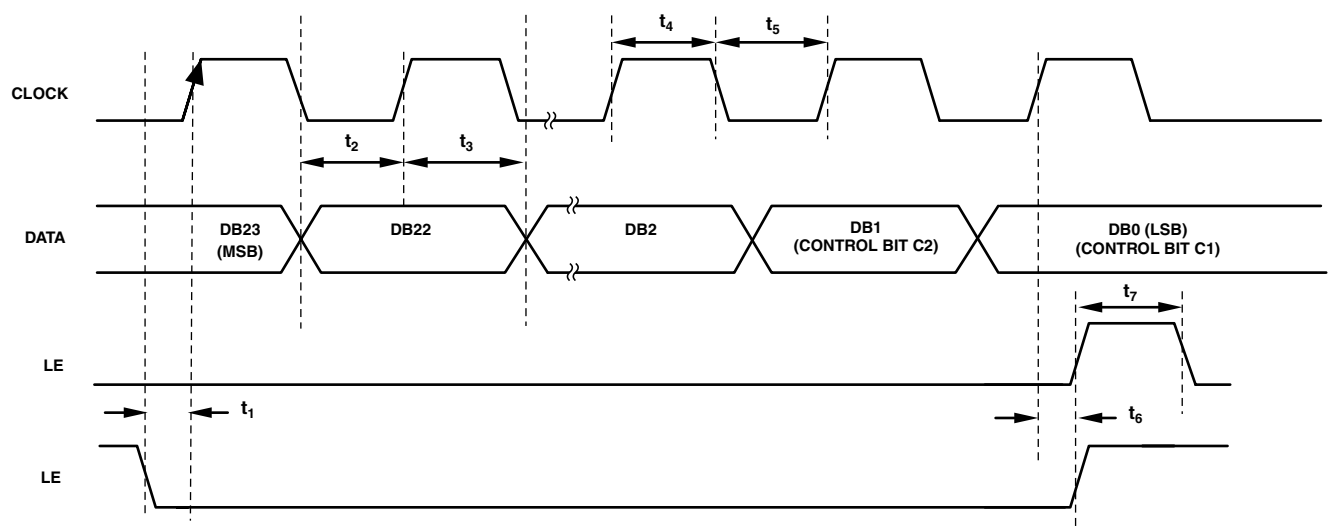 t4
t5
CLOCK
t2
t3
DATA
DB23
(MSB)
DB22
DB2
DB1
(CONTROL BIT C2)
DB0 (LSB)
(CONTROL BIT C1)
t7
LE
t1
t6
LE